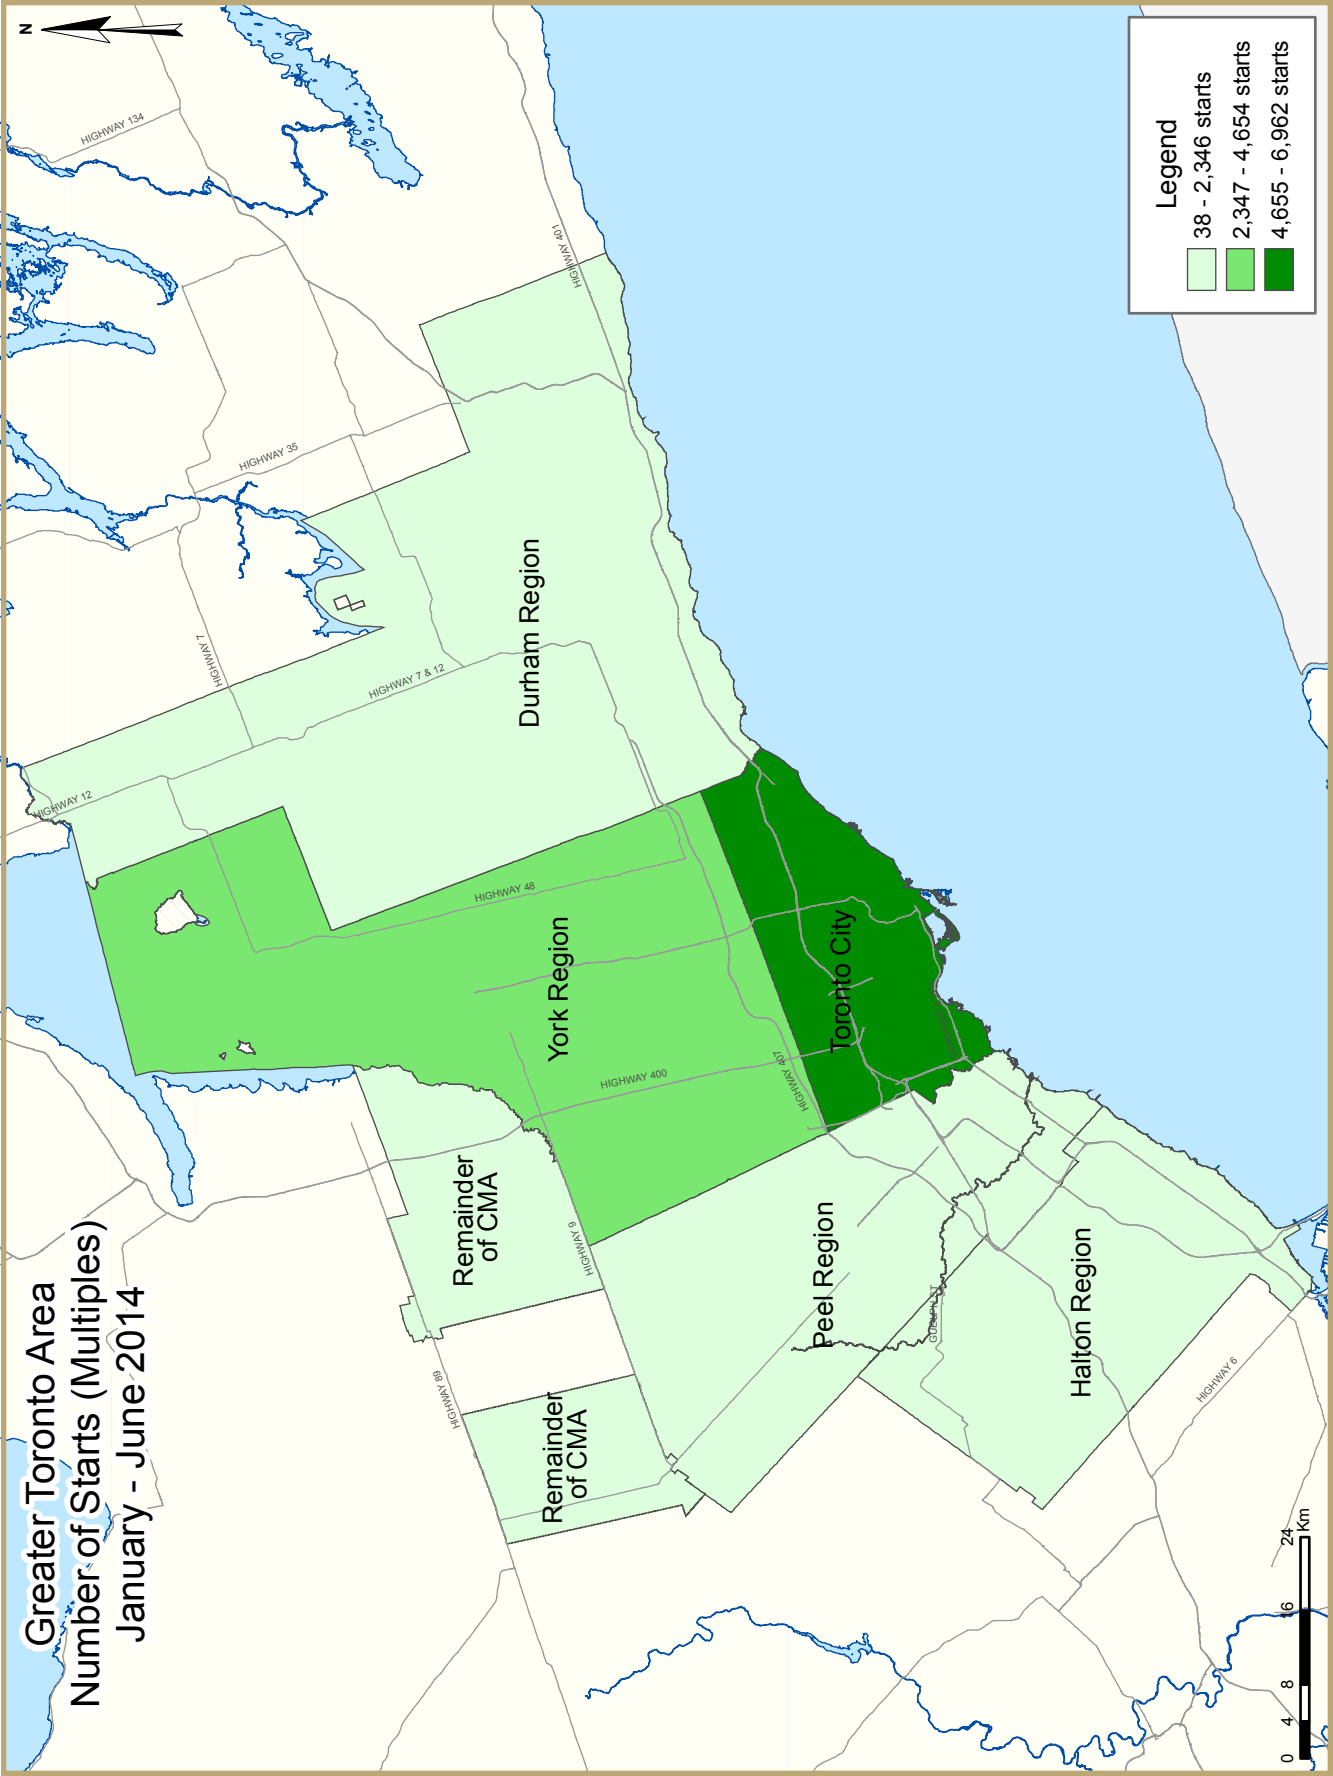 Greater Toronto Area
Number of Starts (Multiples)
January - June 2014
N
HIGHWAY 134
HIGHWAY 401
HIGHWAY 35
HIGHWAY 7
HIGHWAY 7 & 12
HIGHWAY 12
Durham Region
HIGHWAY 48
York Region
HIGHWAY 400
HIGHWAY 407
Toronto City
Remainder
of CMA
HIGHWAY 9
HIGHWAY 89
Remainder
of CMA
Peel Region
GUELPH ST
Halton Region
HIGHWAY 6
Legend
38 - 2,346 starts
2,347 - 4,654 starts
4,655 - 6,962 starts
0 4 8 16 24
Km